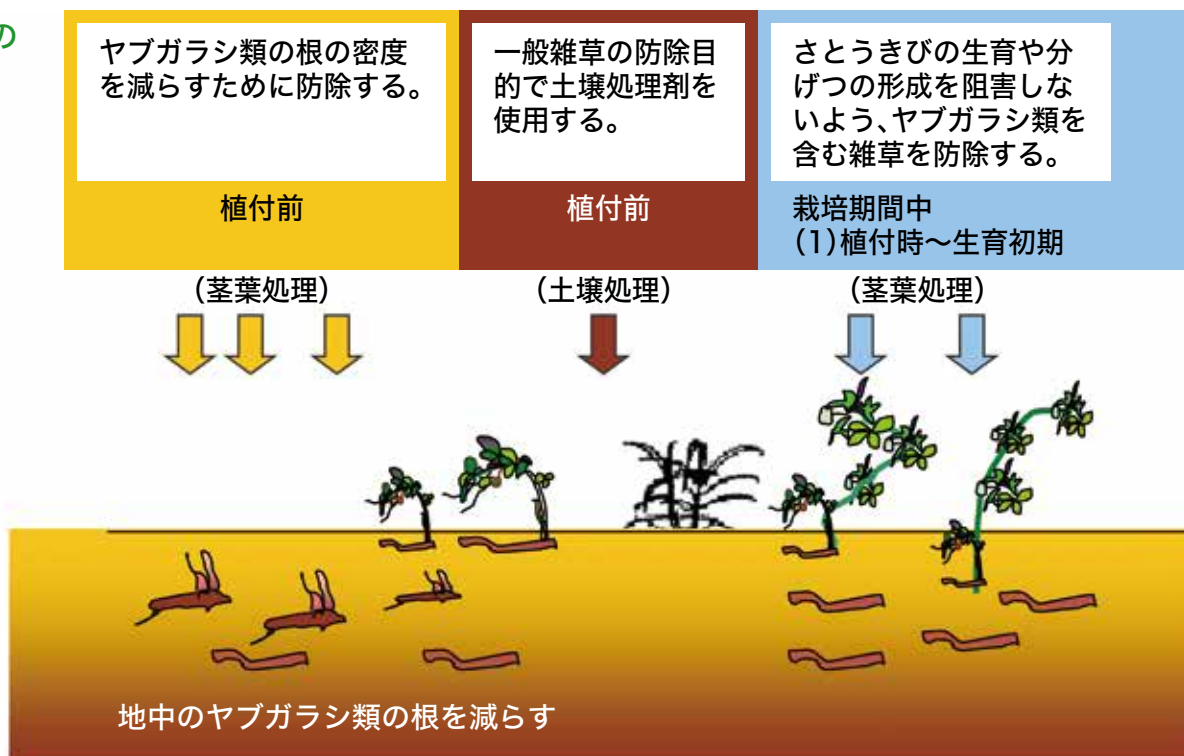 の
ヤブガラシ類の根の密度
を減らすために防除する。
植付前
一般雑草の防除目
的で土壌処理剤を
使用する。
植付前
さとうきびの生育や分
げつの形成を阻害しな
いよう、ヤブガラシ類を
含む雑草を防除する。
栽培期間中
(1)植付時～生育初期
(茎葉処理)
(土壌処理)
(茎葉処理)
地中のヤブガラシ類の根を減らす